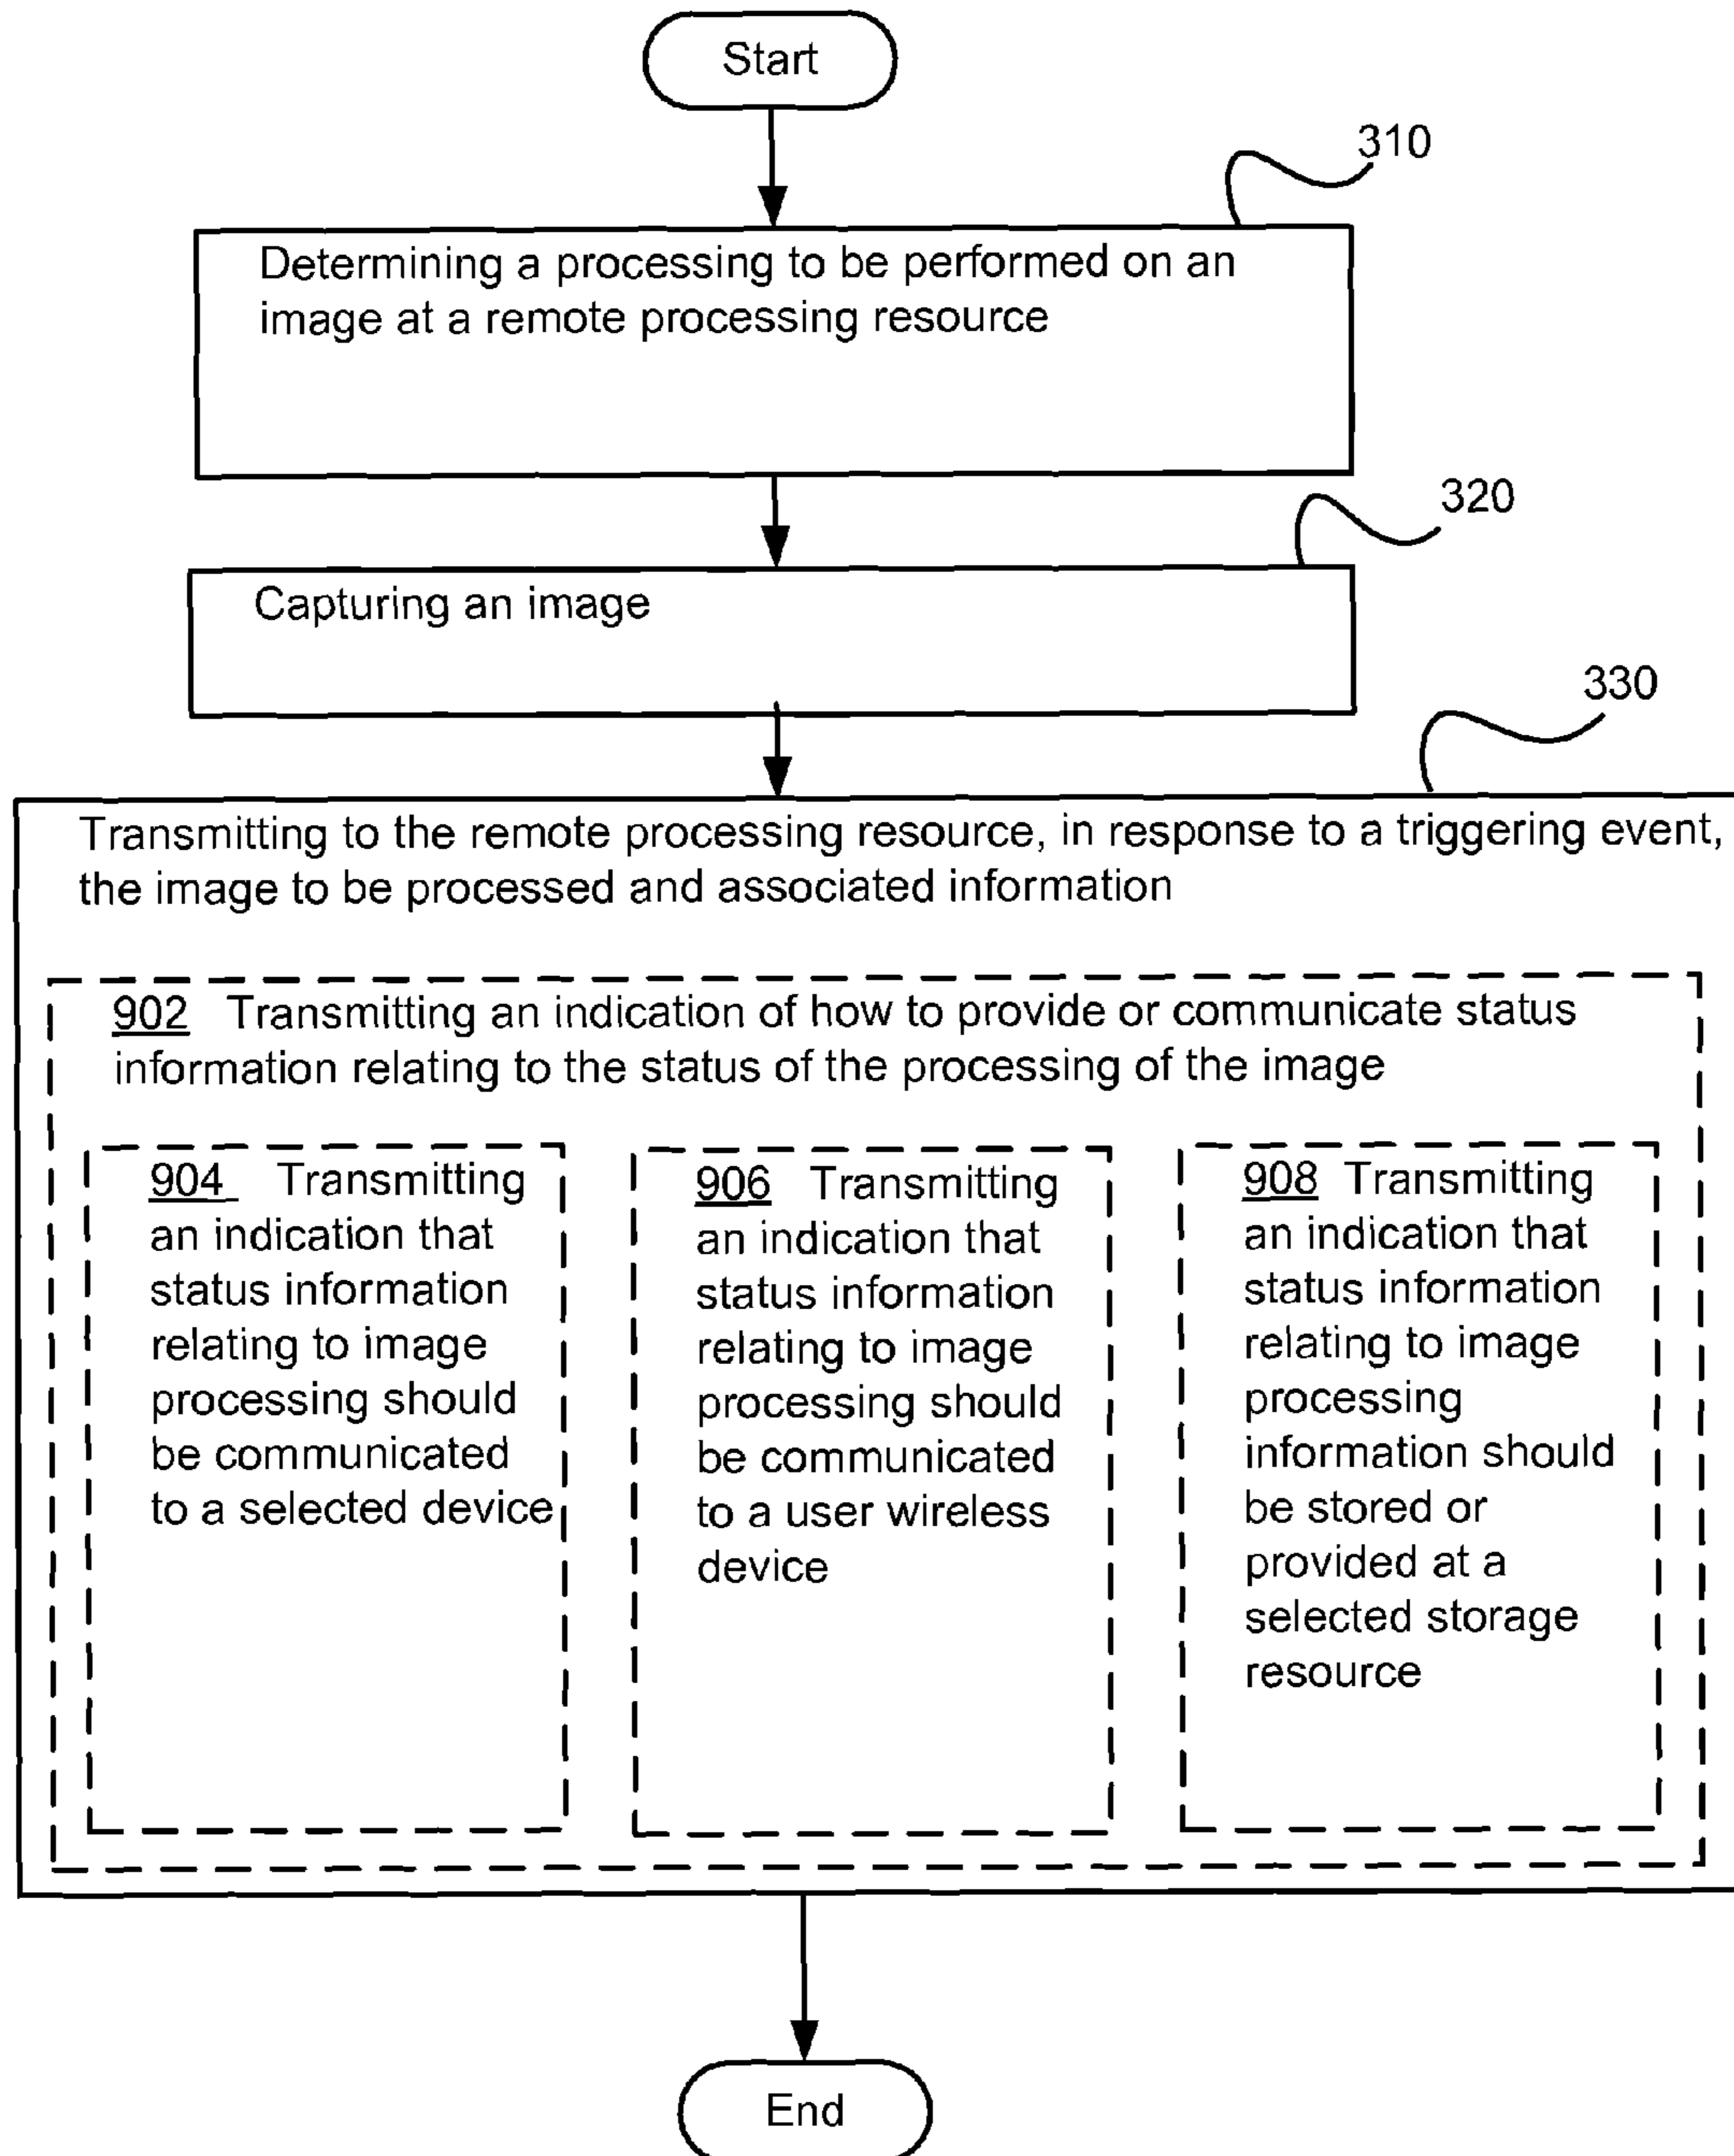 Start
310
Determining a processing to be performed on an
image at a remote processing resource
320
Capturing an image
330
Transmitting to the remote processing resource, in response to a triggering event,
the image to be processed and associated information
902 Transmitting an indication of how to provide or communicate status
information relating to the status of the processing of the image
904 Transmitting
an indication that
status information
relating to image
processing should
be communicated
to a selected device
906 Transmitting
an indication that
status information
relating to image
processing should
be communicated
to a user wireless
device
908 Transmitting
an indication that
status information
relating to image
processing
information should
be stored or
provided at a
selected storage
resource
End